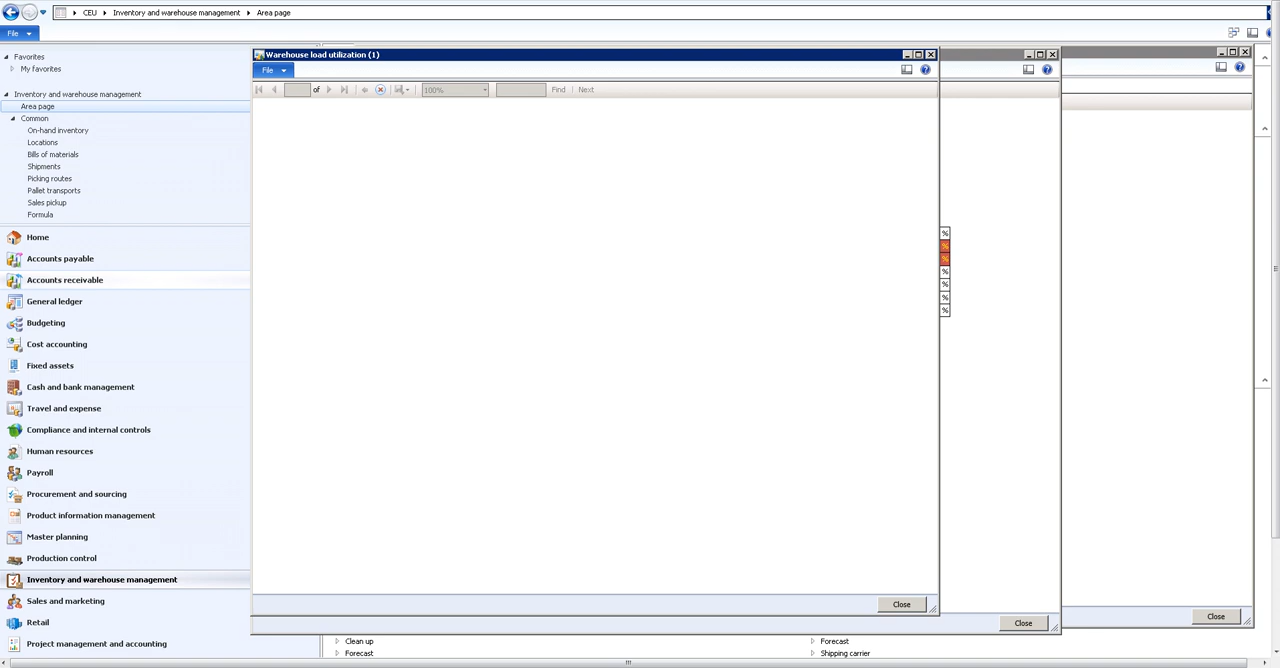 CEU
Inventory and warehouse management
Area page
File
Favorites
My favorites
Inventory and warehouse management
Area page
Common
On-hand inventory
Locations
Bills of materials
Shipments
Picking routes
Pallet transports
Sales pickup
Formula
Home
Accounts payable
Accounts receivable
General ledger
Budgeting
Cost accounting
Fixed assets
Cash and bank management
Travel and expense
Compliance and internal controls
Human resources
Payroll
Procurement and sourcing
Product information management
Master planning
Production control
Inventory and warehouse management
Sales and marketing
Retail
Project management and accounting
Warehouse load utilization (1)
File
of
100%
Find
Next
Close
%
%
%
%
%
%
%
Close
Close
Clean up
Forecast
Forecast
Shipping carrier